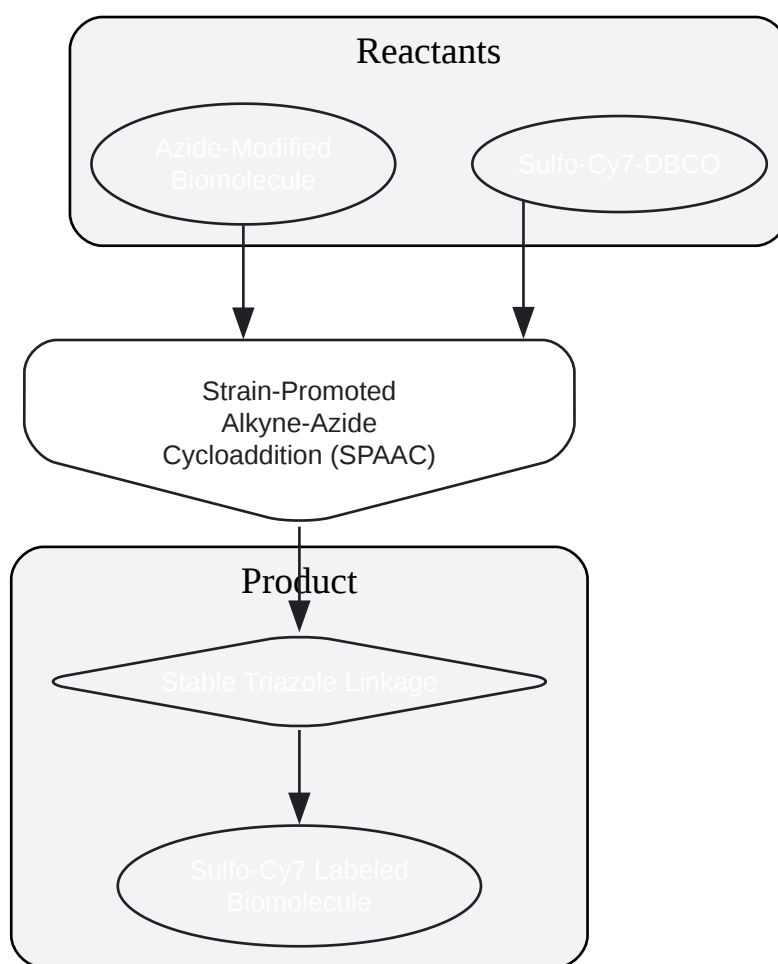 Reactants
Azide-Modified
Biomolecule
Sulfo-Cy7-DBCO
Strain-Promoted
Alkyne-Azide
Cycloaddition (SPAAC)
Product
Stable Triazole Linkage
Sulfo-Cy7 Labeled
Biomolecule